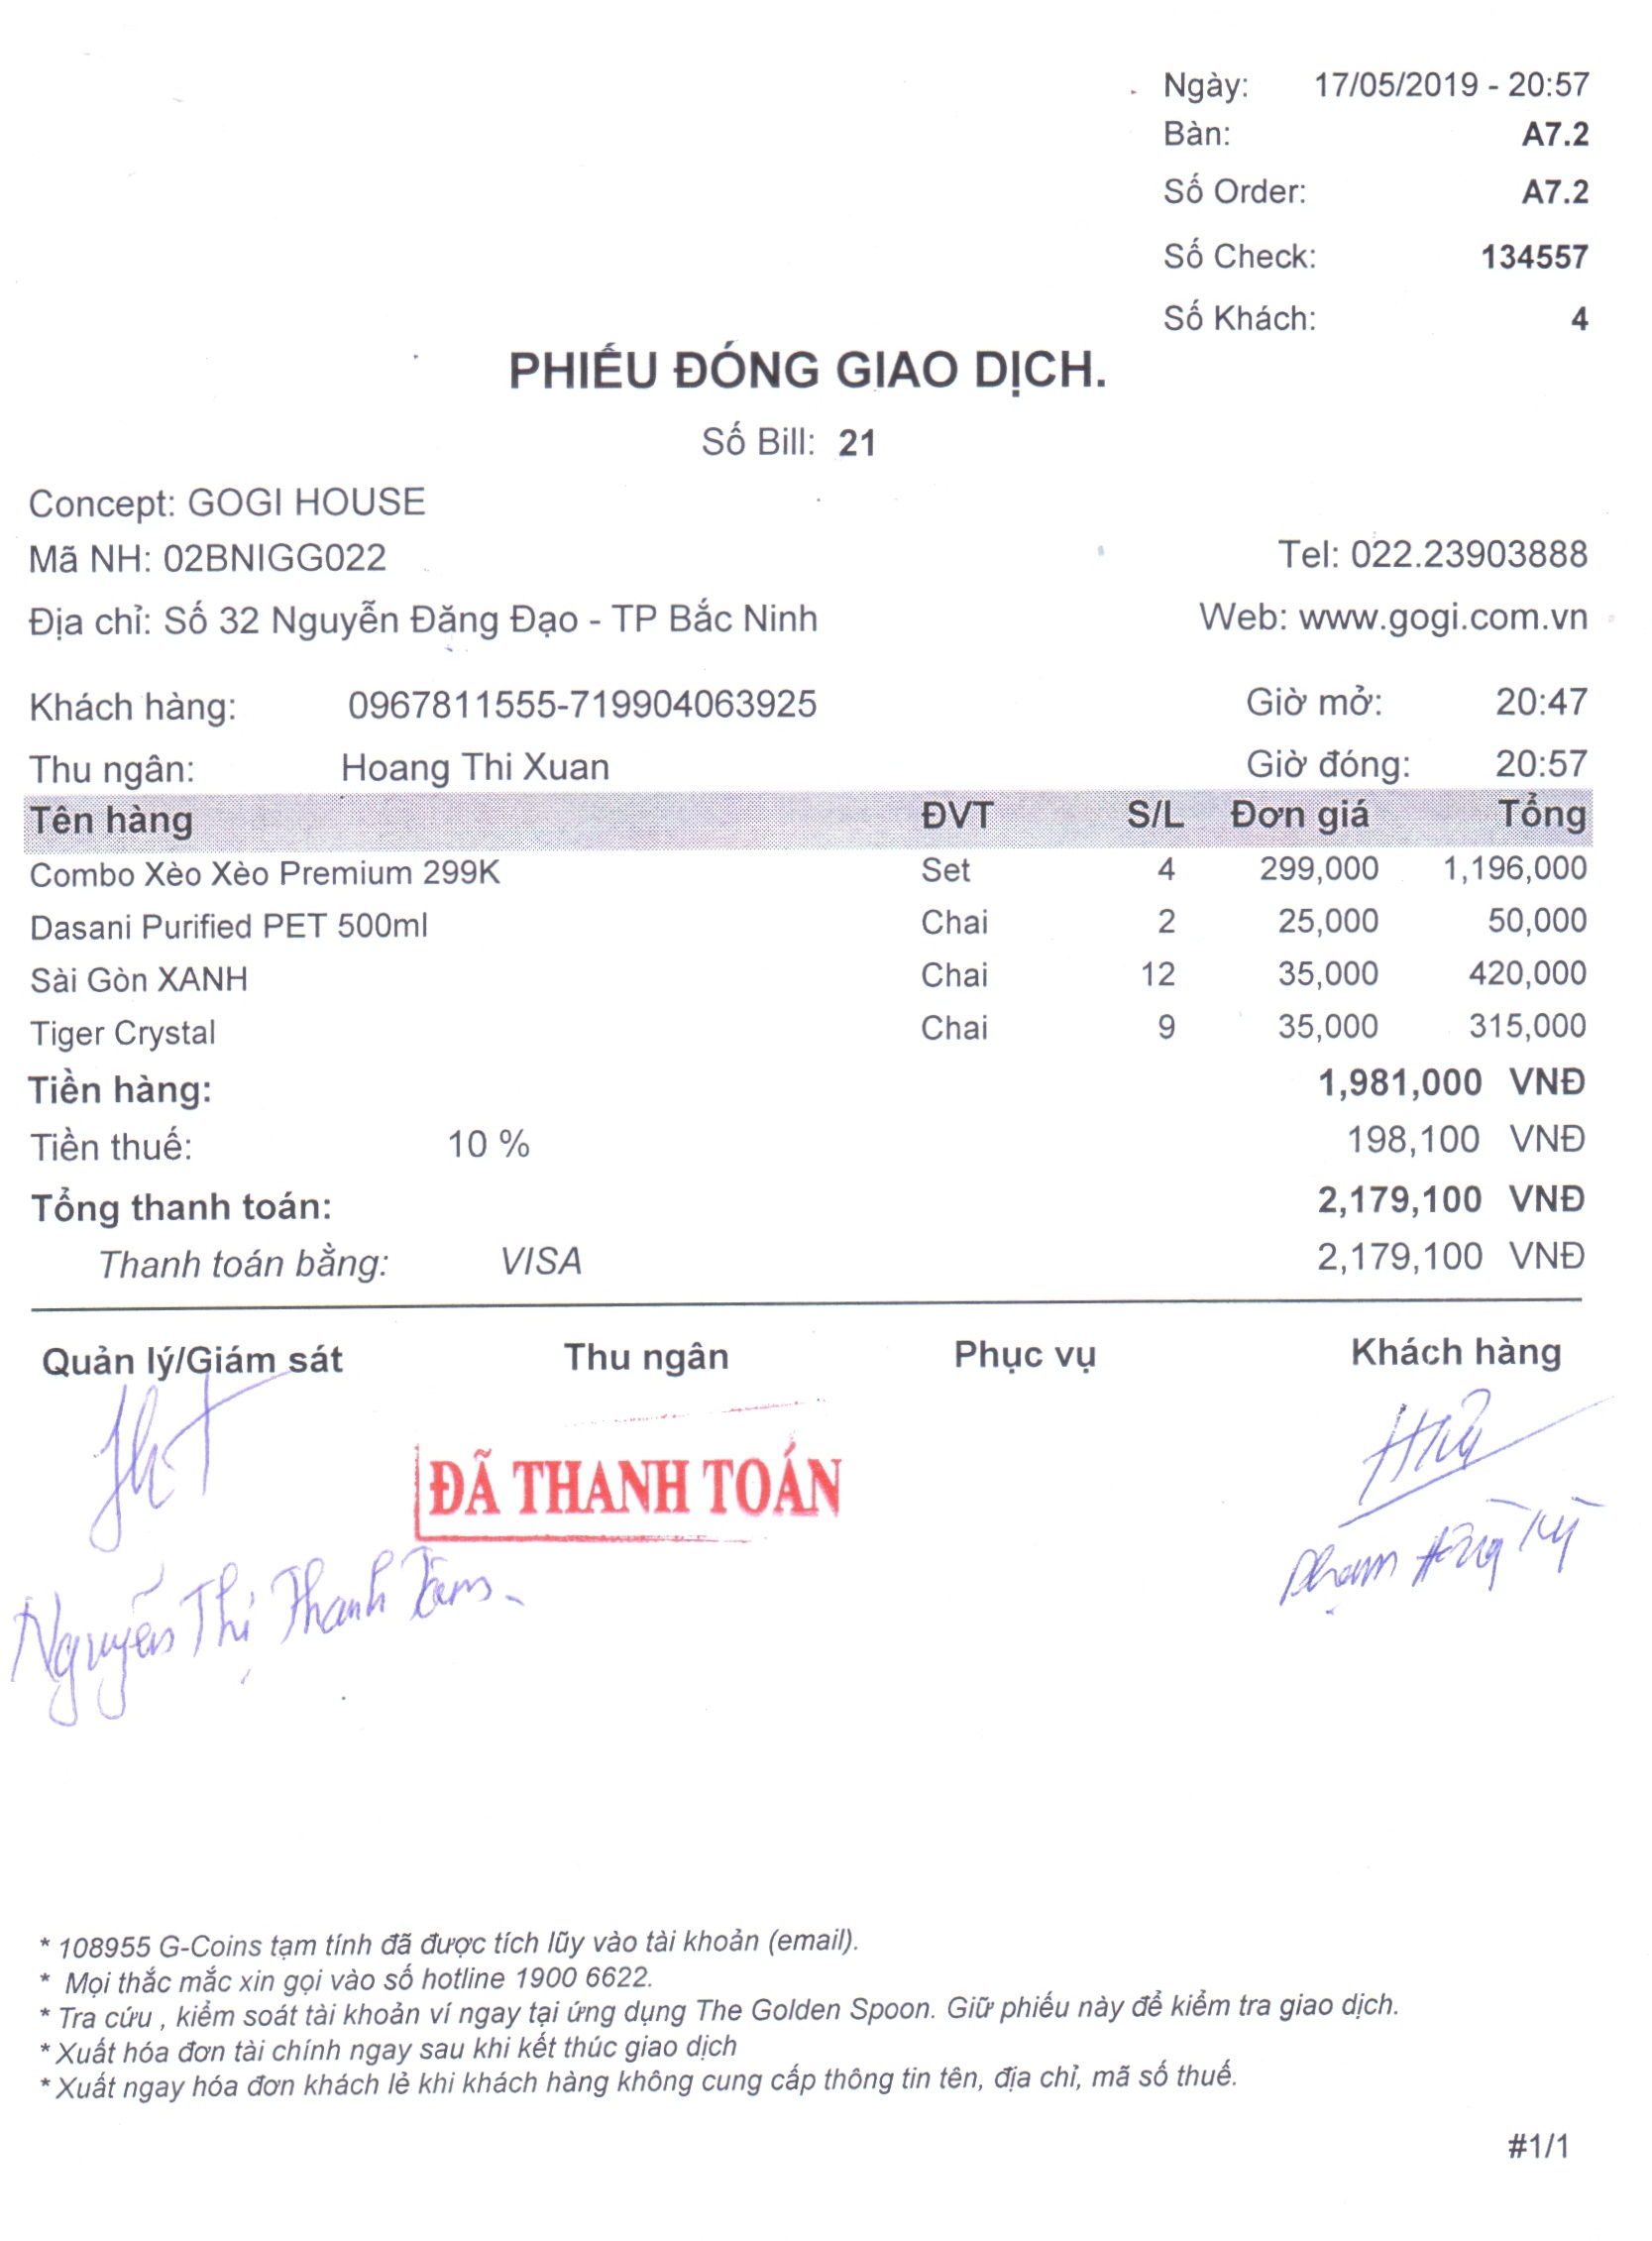 Ngày: 17/05/2019 - 20:57
Bàn: A7.2
Số Order: A7.2
Số Check: 134557
Số Khách: 4
PHIẾU ĐÓNG GIAO DỊCH.
Số Bill: 21
Concept: GOGI HOUSE
Mã NH: 02BNIGG022 Tel: 022.23903888
Địa chỉ: Số 32 Nguyễn Đăng Đạo - TP Bắc Ninh Web: www.gogi.com.vn
Khách hàng: 0967811555-719904063925 Giờ mở: 20:47
Thu ngân: Hoang Thi Xuan Giờ đóng: 20:57
Tên hàng ĐVT S/L Đơn giá Tổng
Combo Xèo Xèo Premium 299K Set 4 299,000 1,196,000
Dasani Purified PET 500ml Chai 2 25,000 50,000
Sài Gòn XANH Chai 12 35,000 420,000
Tiger Crystal Chai 9 35,000 315,000
Tiền hàng: 1,981,000 VNĐ
Tiền thuế: 10 % 198,100 VNĐ
Tổng thanh toán: 2,179,100 VNĐ
Thanh toán bằng: VISA 2,179,100 VNĐ
Quản lý/Giám sát Thu ngân Phục vụ Khách hàng
ĐÃ THANH TOÁN
Nguyễn Thị Thanh
Phạm
* 108955 G-Coins tạm tính đã được tích lũy vào tài khoản (email).
* Mọi thắc mắc xin gọi vào số hotline 1900 6622.
* Tra cứu , kiểm soát tài khoản ví ngay tại ứng dụng The Golden Spoon. Giữ phiếu này để kiểm tra giao dịch.
* Xuất hóa đơn tài chính ngay sau khi kết thúc giao dịch
* Xuất ngay hóa đơn khách lẻ khi khách hàng không cung cấp thông tin tên, địa chỉ, mã số thuế.
#1/1